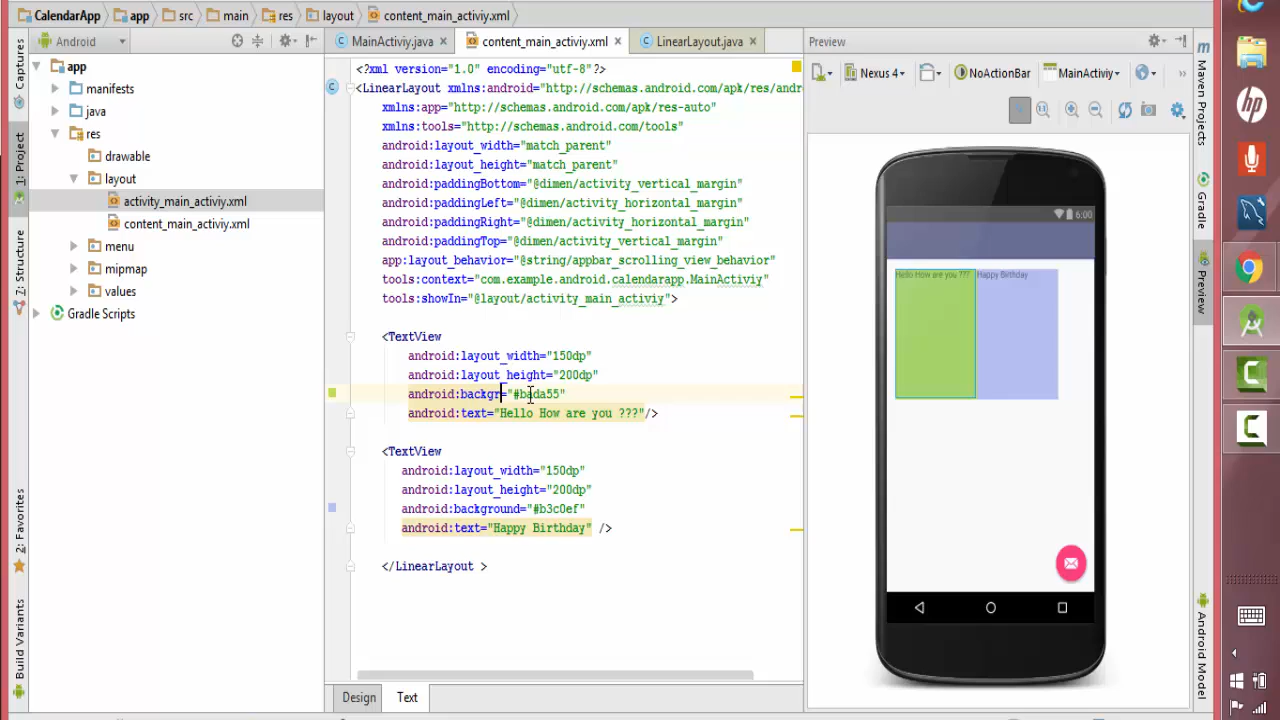 CalendarApp app src main res layout content_main_activiy.xml
Android
MainActiviy.java content_main_activiy.xml LinearLayout.java
Preview
app
manifests
java
res
drawable
layout
activity_main_activiy.xml
content_main_activiy.xml
menu
mipmap
values
Gradle Scripts
Captures
1: Project
7: Structure
2: Favorites
Build Variants
<?xml version="1.0" encoding="utf-8"?>
<LinearLayout xmlns:android="http://schemas.android.com/apk/res/andr
xmlns:app="http://schemas.android.com/apk/res-auto"
xmlns:tools="http://schemas.android.com/tools"
android:layout_width="match_parent"
android:layout_height="match_parent"
android:paddingBottom="@dimen/activity_vertical_margin"
android:paddingLeft="@dimen/activity_horizontal_margin"
android:paddingRight="@dimen/activity_horizontal_margin"
android:paddingTop="@dimen/activity_vertical_margin"
app:layout_behavior="@string/appbar_scrolling_view_behavior"
tools:context="com.example.android.calendarapp.MainActiviy"
tools:showIn="@layout/activity_main_activiy">
<TextView
android:layout_width="150dp"
android:layout_height="200dp"
android:backgr="#bada55"
android:text="Hello How are you ???"/>
<TextView
android:layout_width="150dp"
android:layout_height="200dp"
android:background="#b3c0ef"
android:text="Happy Birthday" />
</LinearLayout >
Design Text
Nexus 4 NoActionBar MainActiviy
6:00
Hello How are you ??? Happy Birthday
Maven Projects
Gradle
Preview
Android Model
hp